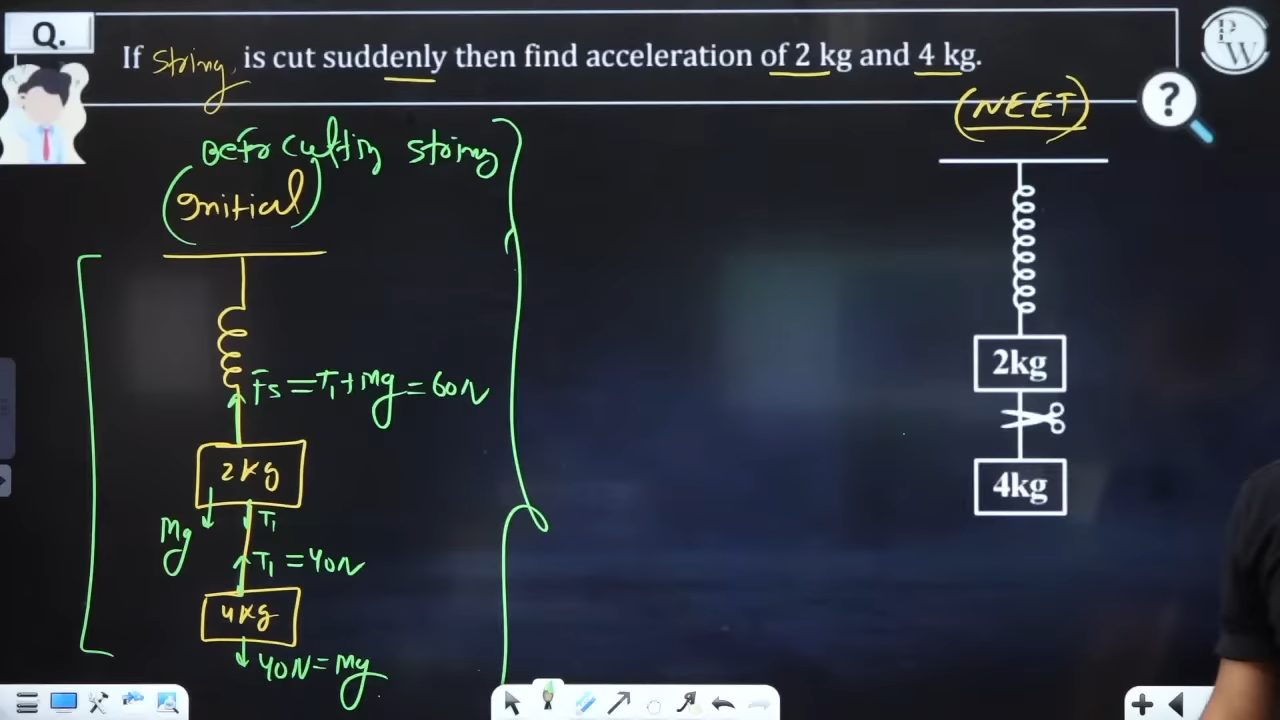 Q.
If string, is cut suddenly then find acceleration of 2 kg and 4 kg.
PW
(NEET)
?
cutting string
(Initial)
Fs = T₁ + Mg = 60N
2kg
T₁
Mg
T₁ = 40N
4kg
40N = Mg
2kg
4kg